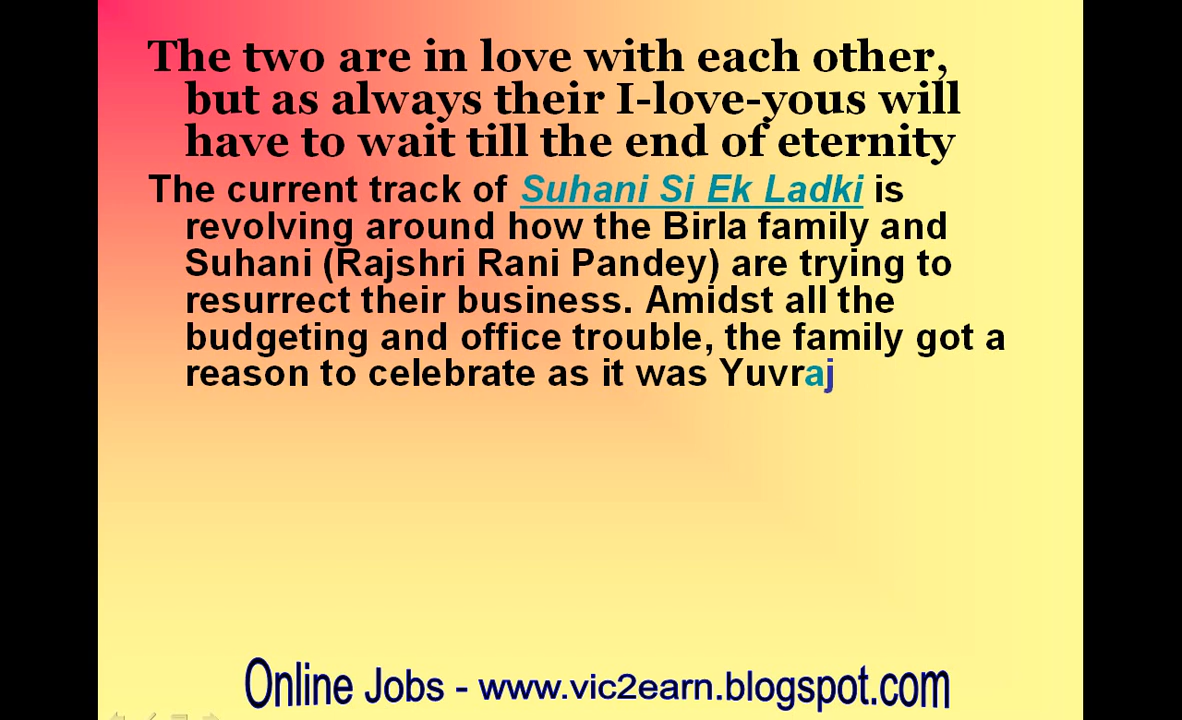 The two are in love with each other,
but as always their I-love-yous will
have to wait till the end of eternity
The current track of Suhani Si Ek Ladki is
revolving around how the Birla family and
Suhani (Rajshri Rani Pandey) are trying to
resurrect their business. Amidst all the
budgeting and office trouble, the family got a
reason to celebrate as it was Yuvraj
Online Jobs - www.vic2earn.blogspot.com